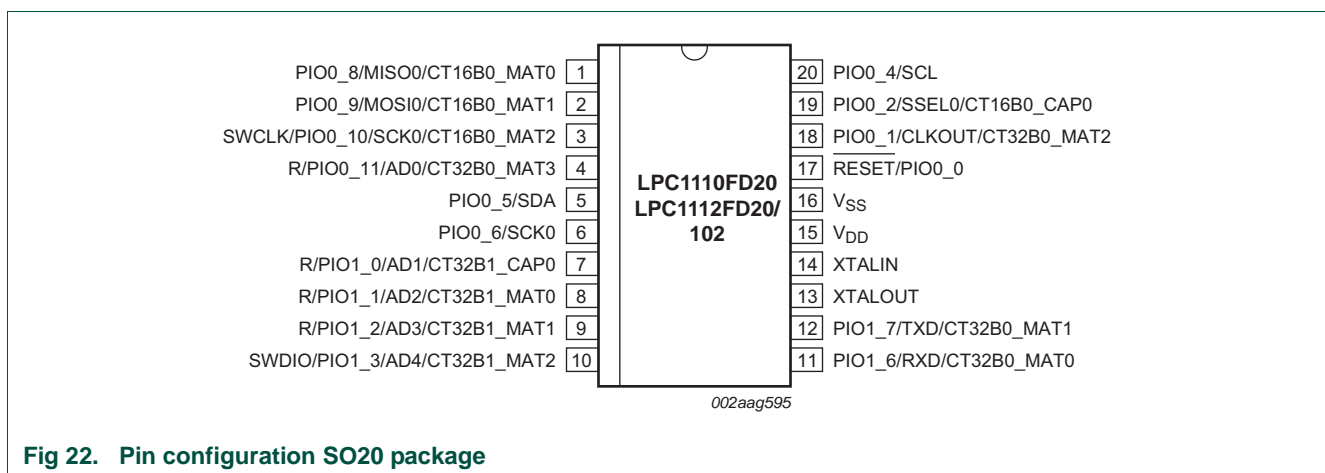 PIO0_8/MISO0/CT16B0_MAT0 1
PIO0_9/MOSI0/CT16B0_MAT1 2
SWCLK/PIO0_10/SCK0/CT16B0_MAT2 3
R/PIO0_11/AD0/CT32B0_MAT3 4
PIO0_5/SDA 5
PIO0_6/SCK0 6
R/PIO1_0/AD1/CT32B1_CAP0 7
R/PIO1_1/AD2/CT32B1_MAT0 8
R/PIO1_2/AD3/CT32B1_MAT1 9
SWDIO/PIO1_3/AD4/CT32B1_MAT2 10
LPC1110FD20
LPC1112FD20/
102
20 PIO0_4/SCL
19 PIO0_2/SSEL0/CT16B0_CAP0
18 PIO0_1/CLKOUT/CT32B0_MAT2
17 RESET/PIO0_0
16 VSS
15 VDD
14 XTALIN
13 XTALOUT
12 PIO1_7/TXD/CT32B0_MAT1
11 PIO1_6/RXD/CT32B0_MAT0
002aag595
Fig 22. Pin configuration SO20 package